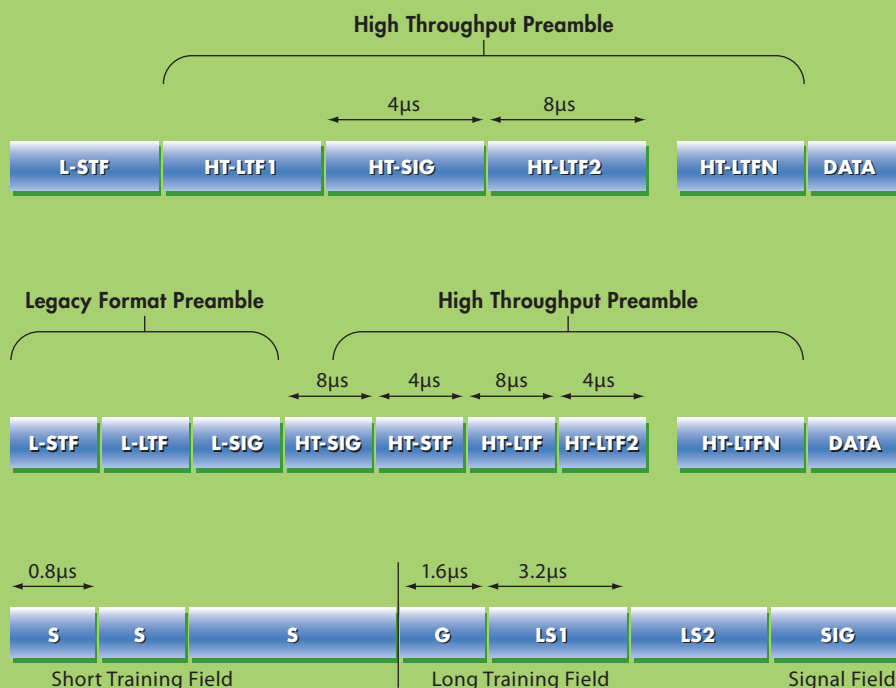 High Throughput Preamble
4µs 8µs
L-STF HT-LTF1 HT-SIG HT-LTF2 HT-LTFN DATA
Legacy Format Preamble High Throughput Preamble
8µs 4µs 8µs 4µs
L-STF L-LTF L-SIG HT-SIG HT-STF HT-LTF HT-LTF2 HT-LTFN DATA
0.8µs 1.6µs 3.2µs
S S S G LS1 LS2 SIG
Short Training Field Long Training Field Signal Field